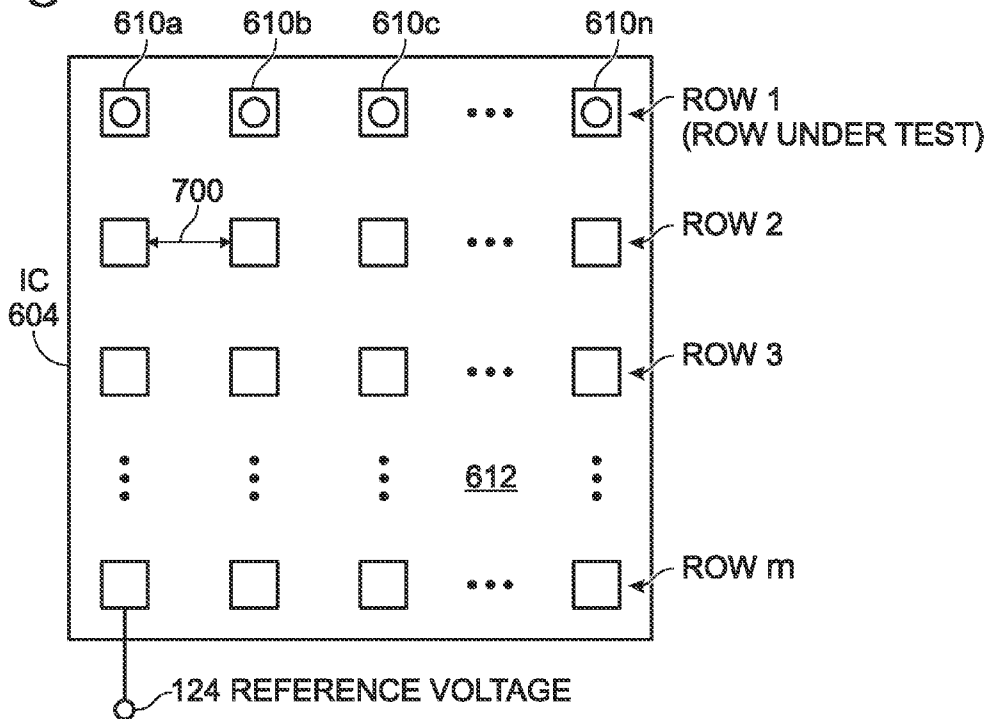 610a 610b 610c 610n
ROW 1
(ROW UNDER TEST)
700
ROW 2
IC
604
ROW 3
612
ROW m
124 REFERENCE VOLTAGE